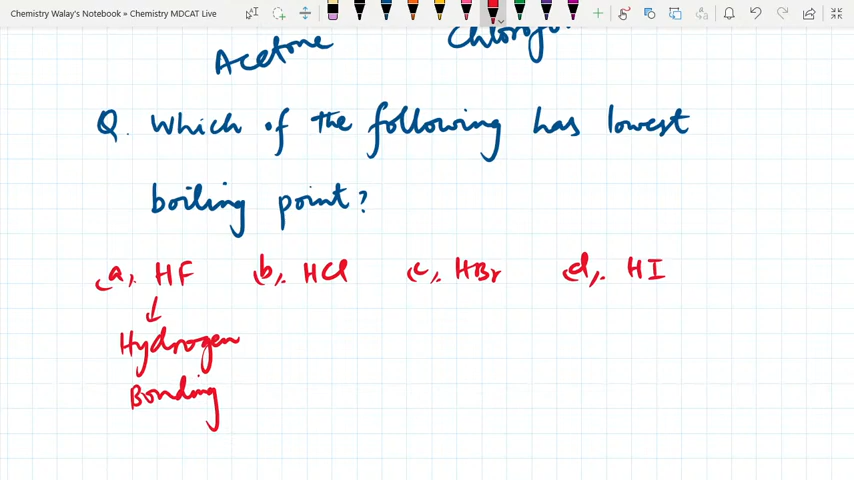 Chemistry Walay's Notebook » Chemistry MDCAT Live
Acetone
Q. Which of the following has lowest
boiling point?
a, HF b, HCl c, HBr d, HI
Hydrogen
Bonding